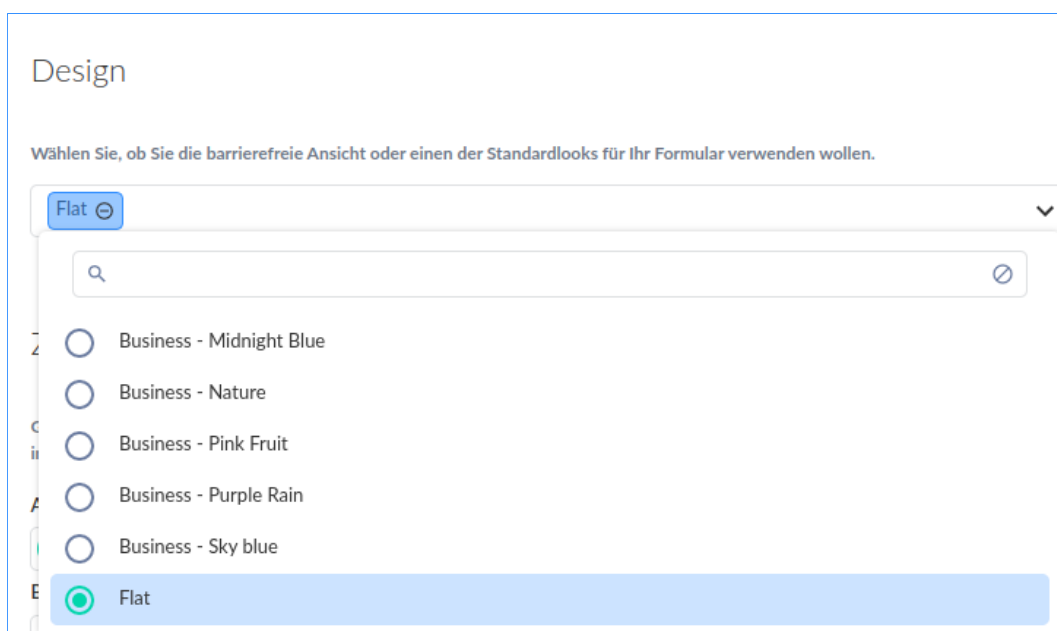 Design
Wählen Sie, ob Sie die barrierefreie Ansicht oder einen der Standardlooks für Ihr Formular verwenden wollen.
Flat
Business - Midnight Blue
Business - Nature
Business - Pink Fruit
Business - Purple Rain
Business - Sky blue
Flat